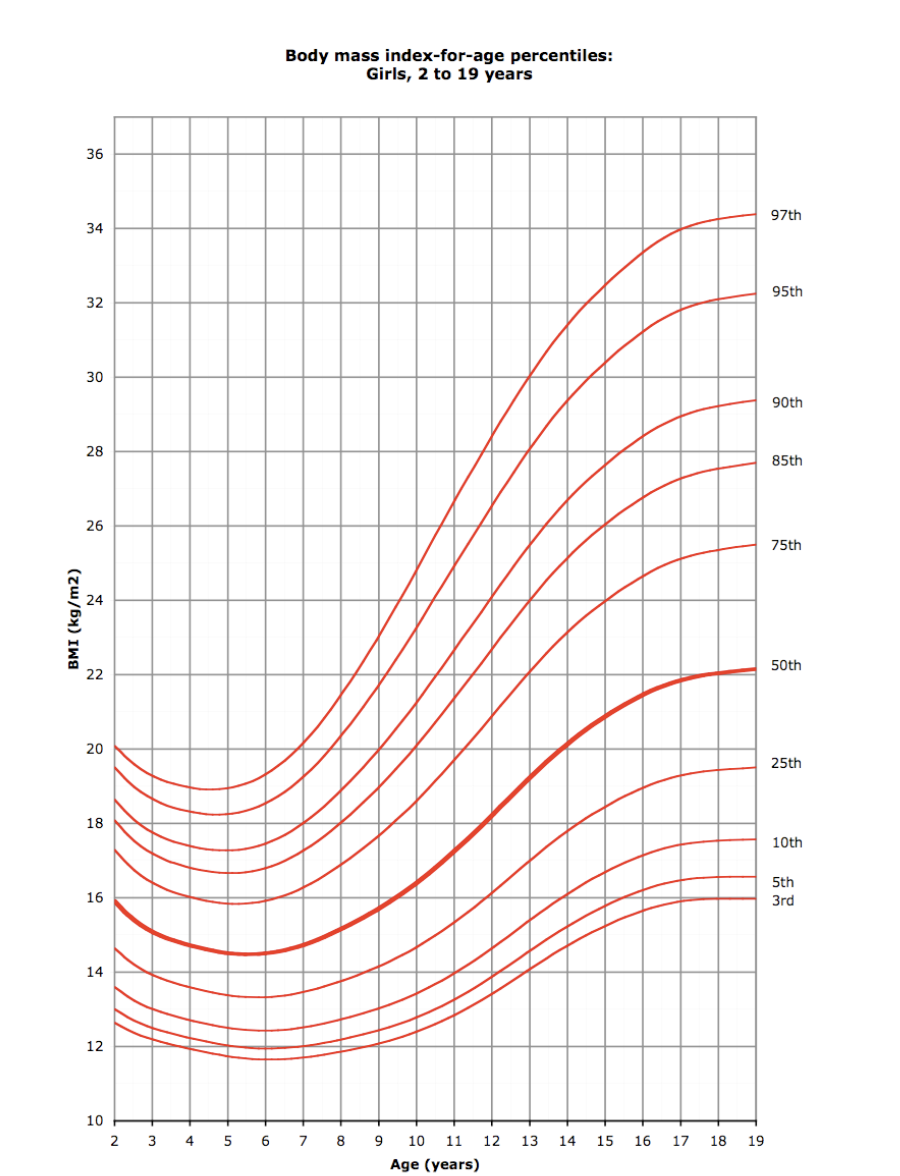 Body mass index-for-age percentiles:
Girls, 2 to 19 years
36
97th
34
95th
32
30
90th
28
85th
26
75th
24
BMI (kg/m2)
22
50th
20
25th
18
10th
5th
16
3rd
14
12
10
2 3 4 5 6 7 8 9 10 11 12 13 14 15 16 17 18 19
Age (years)